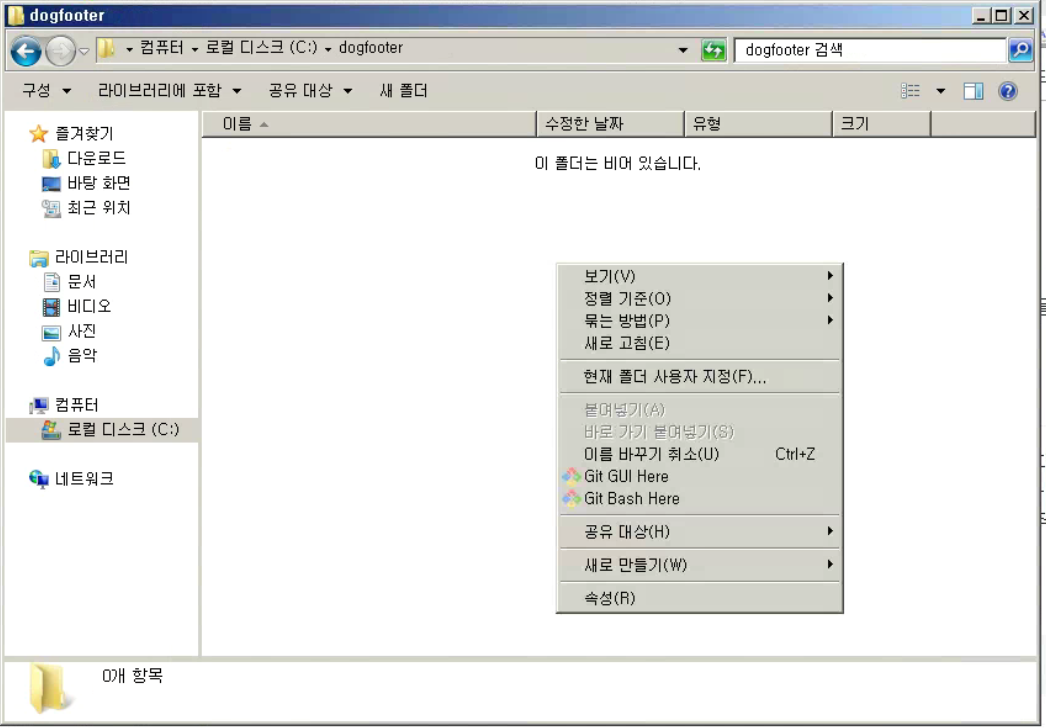 dogfooter
컴퓨터 로컬 디스크 (C:) dogfooter
dogfooter 검색
구성 라이브러리에 포함 공유 대상 새 폴더
이름 수정한 날짜 유형 크기
이 폴더는 비어 있습니다.
즐겨찾기
다운로드
바탕 화면
최근 위치
라이브러리
문서
비디오
사진
음악
컴퓨터
로컬 디스크 (C:)
네트워크
보기(V)
정렬 기준(O)
묶는 방법(P)
새로 고침(E)
현재 폴더 사용자 지정(F)...
붙여넣기(A)
바로 가기 붙여넣기(S)
이름 바꾸기 취소(U) Ctrl+Z
Git GUI Here
Git Bash Here
공유 대상(H)
새로 만들기(W)
속성(R)
0개 항목